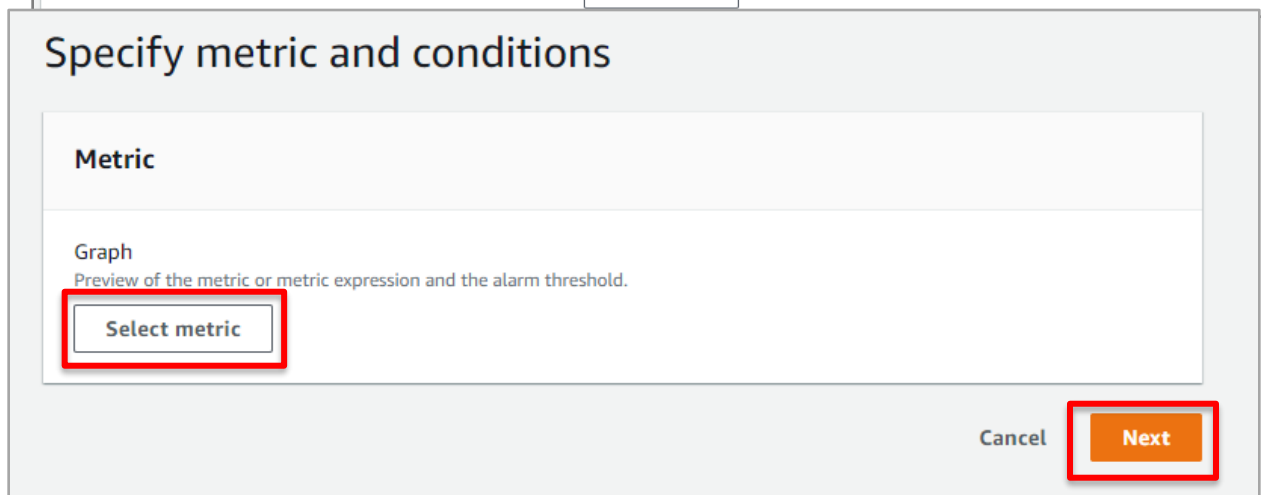 Specify metric and conditions
Metric
Graph
Preview of the metric or metric expression and the alarm threshold.
Select metric
Cancel
Next